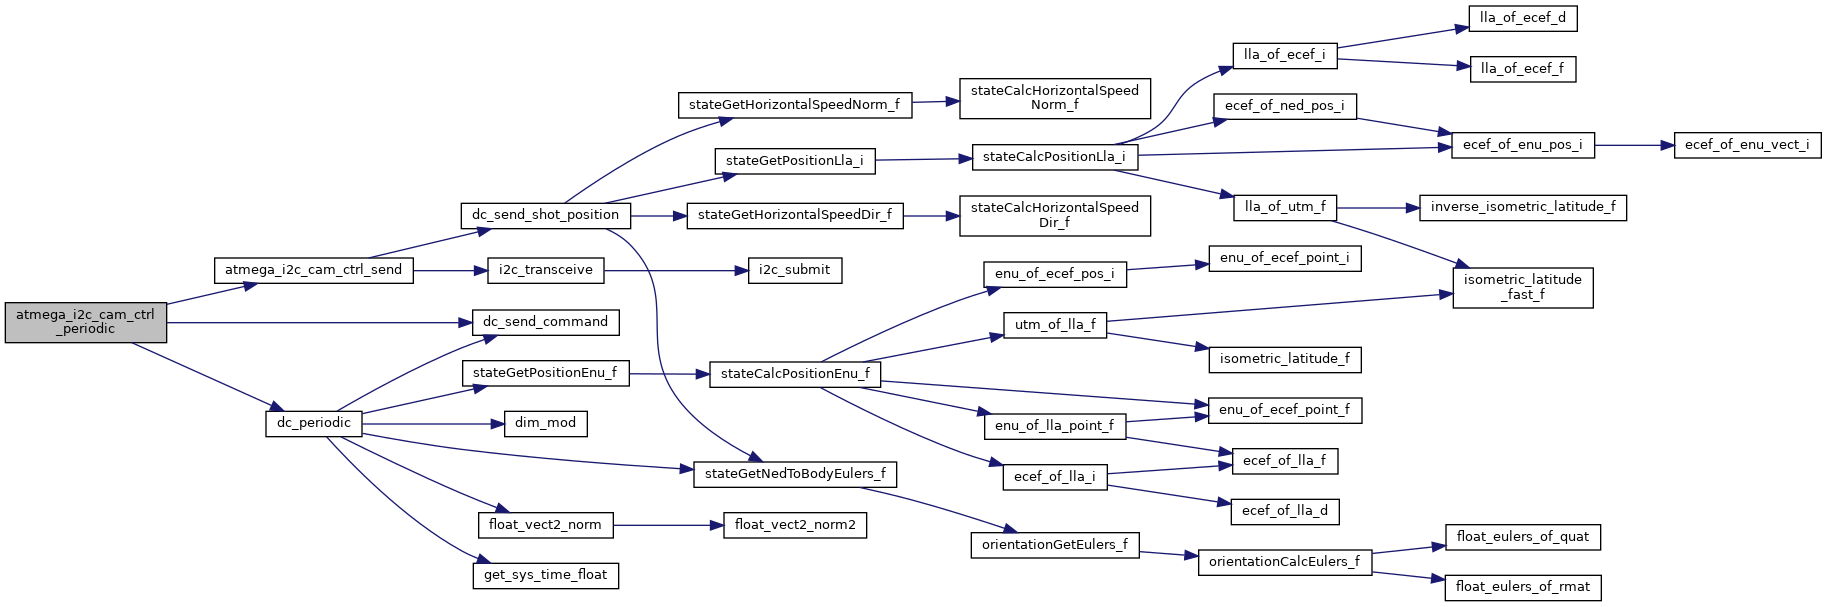 lla_of_ecef_d
lla_of_ecef_i
lla_of_ecef_f
stateCalcHorizontalSpeed
Norm_f
stateGetHorizontalSpeedNorm_f
ecef_of_ned_pos_i
ecef_of_enu_pos_i
ecef_of_enu_vect_i
stateGetPositionLla_i
stateCalcPositionLla_i
dc_send_shot_position
stateGetHorizontalSpeedDir_f
stateCalcHorizontalSpeed
Dir_f
lla_of_utm_f
inverse_isometric_latitude_f
atmega_i2c_cam_ctrl_send
i2c_transceive
i2c_submit
enu_of_ecef_pos_i
enu_of_ecef_point_i
isometric_latitude
_fast_f
atmega_i2c_cam_ctrl
_periodic
dc_send_command
utm_of_lla_f
isometric_latitude_f
stateGetPositionEnu_f
stateCalcPositionEnu_f
dc_periodic
dim_mod
enu_of_lla_point_f
enu_of_ecef_point_f
ecef_of_lla_f
stateGetNedToBodyEulers_f
ecef_of_lla_i
ecef_of_lla_d
float_vect2_norm
float_vect2_norm2
orientationGetEulers_f
orientationCalcEulers_f
float_eulers_of_quat
get_sys_time_float
float_eulers_of_rmat